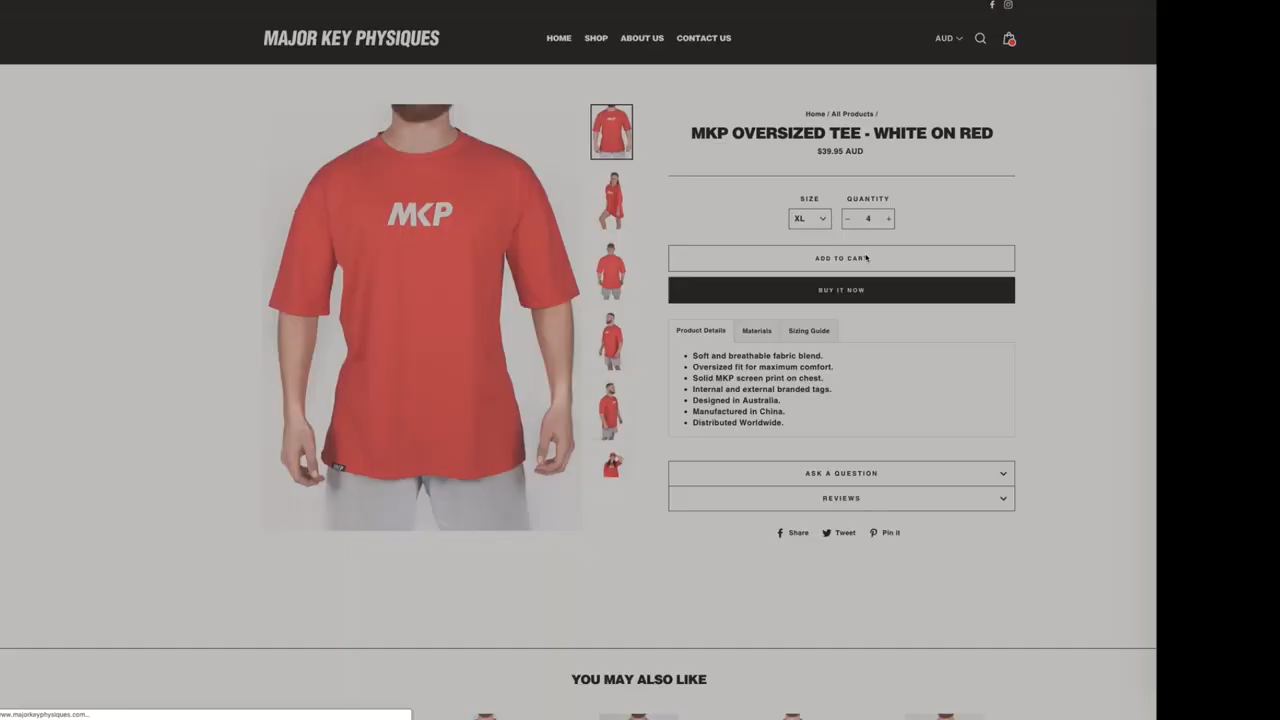 MAJOR KEY PHYSIQUES
HOME SHOP ABOUT US CONTACT US
AUD
Home / All Products /
MKP OVERSIZED TEE - WHITE ON RED
$39.95 AUD
SIZE QUANTITY
XL − 4 +
MKP
ADD TO CART
BUY IT NOW
Product Details Materials Sizing Guide
Soft and breathable fabric blend.
Oversized fit for maximum comfort.
Solid MKP screen print on chest.
Internal and external branded tags.
Designed in Australia.
Manufactured in China.
Distributed Worldwide.
MKP
ASK A QUESTION
REVIEWS
Share Tweet Pin it
YOU MAY ALSO LIKE
www.majorkeyphysiques.com...